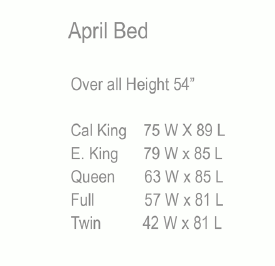 April Bed
Over all Height 54”
Cal King 75 W X 89 L
E. King 79 W x 85 L
Queen 63 W x 85 L
Full 57 W x 81 L
Twin 42 W x 81 L